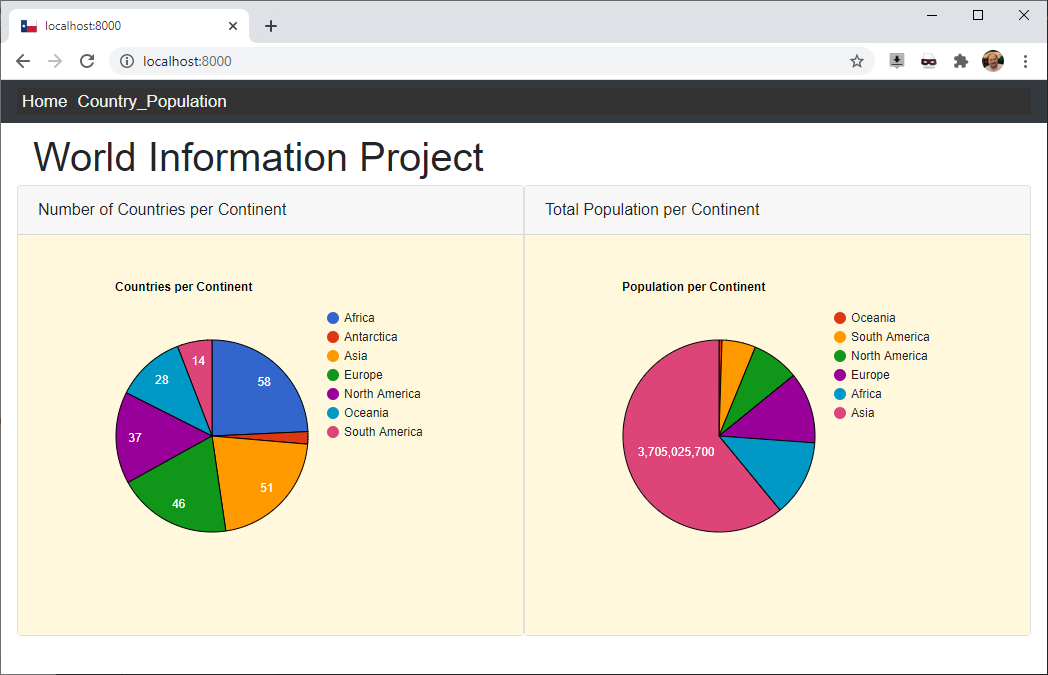 localhost:8000
localhost:8000
Home Country_Population
World Information Project
Number of Countries per Continent
Countries per Continent
58
51
46
37
28
14
Africa
Antarctica
Asia
Europe
North America
Oceania
South America
Total Population per Continent
Population per Continent
3,705,025,700
Oceania
South America
North America
Europe
Africa
Asia